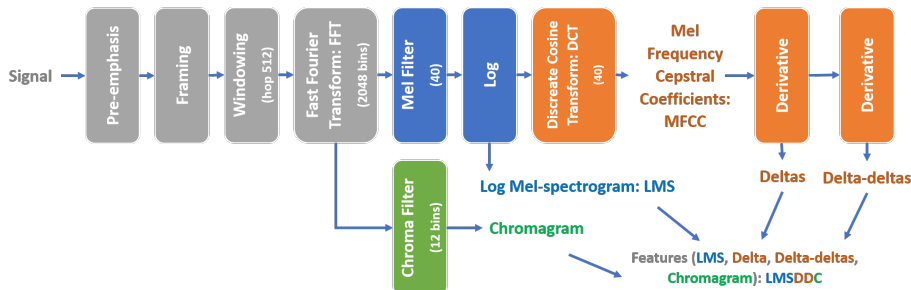 Signal
Pre-emphasis
Framing
Windowing
(hop 512)
Fast Fourier
Transform: FFT
(2048 bins)
Mel Filter
(40)
Log
Discreate Cosine
Transform: DCT
(40)
Mel
Frequency
Cepstral
Coefficients:
MFCC
Derivative
Derivative
Chroma Filter
(12 bins)
Log Mel-spectrogram: LMS
Deltas
Delta-deltas
Chromagram
Features (LMS, Delta, Delta-deltas,
Chromagram): LMSDDC